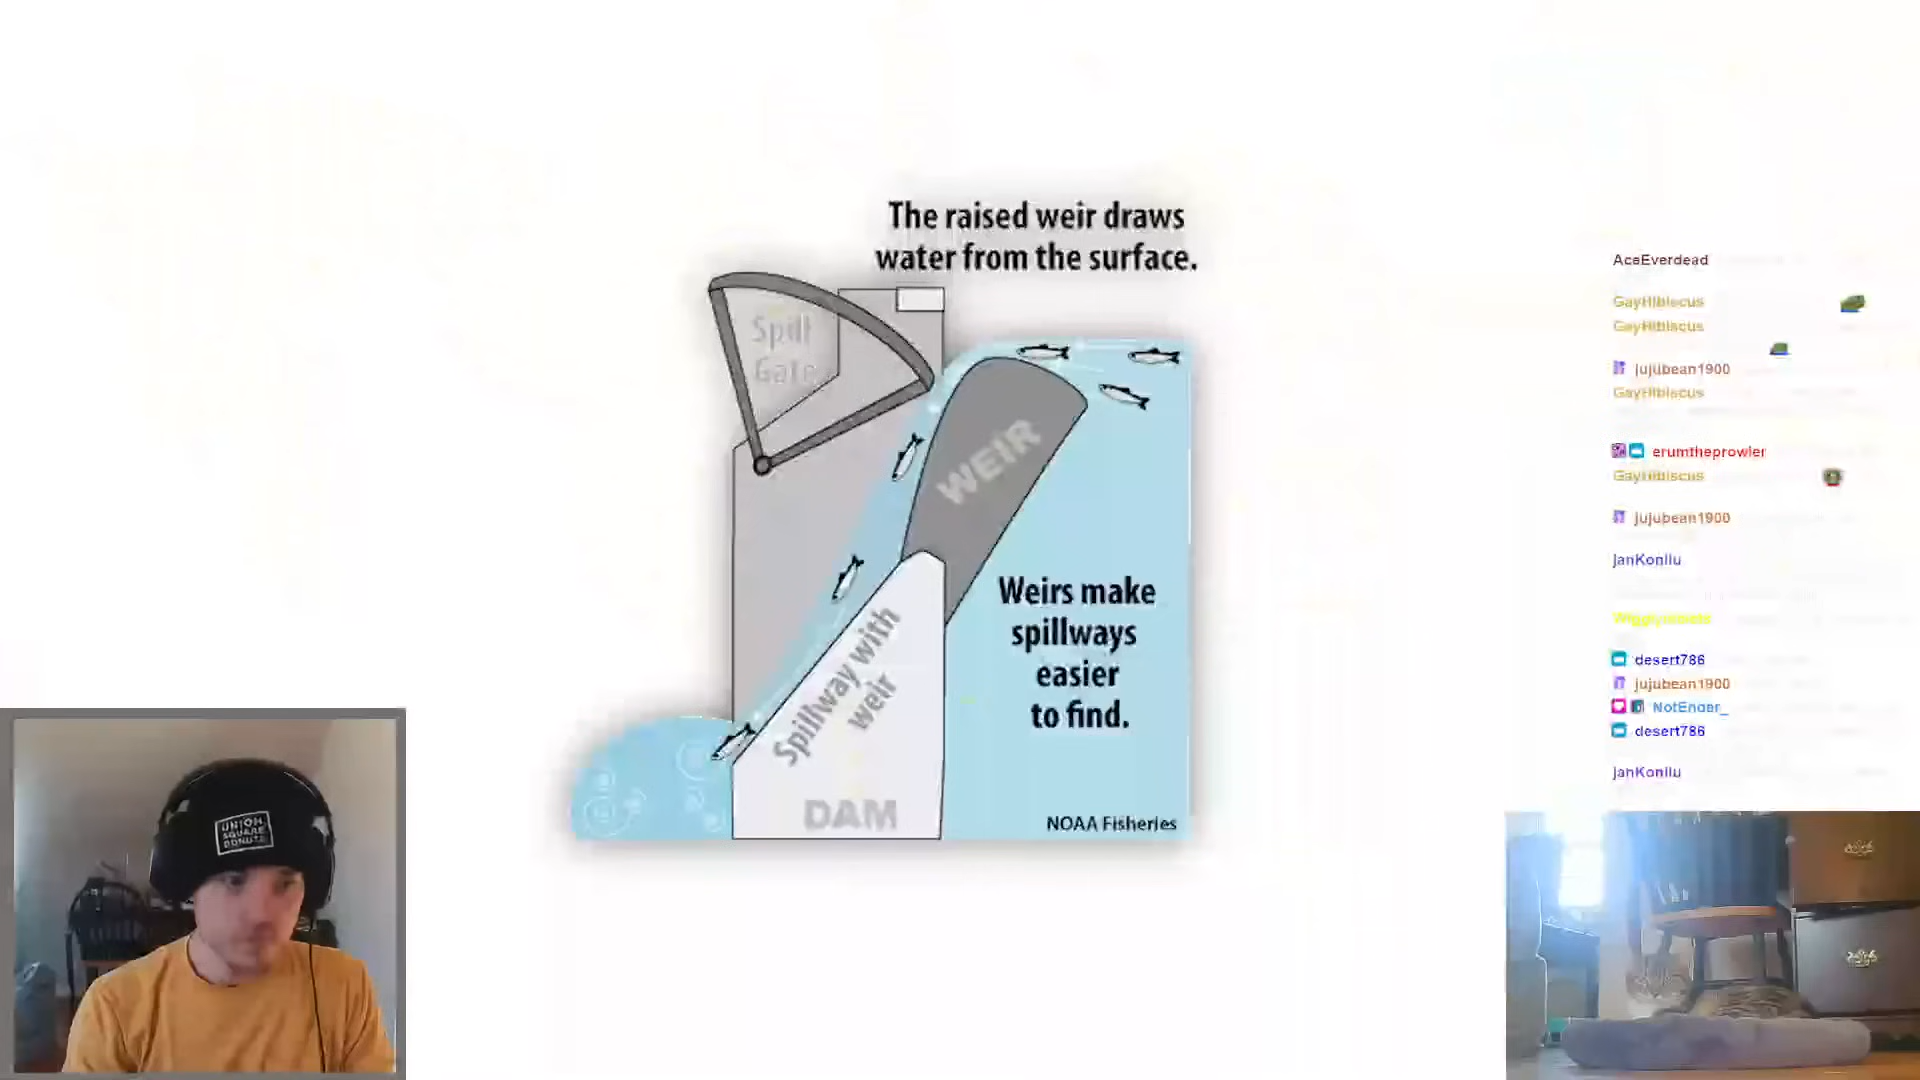 The raised weir draws
water from the surface.
Spill
Gate
WEIR
Weirs make
spillways
easier
to find.
Spillway with
weir
DAM
NOAA Fisheries
AceEverdead
GayHibiscus
GayHibiscus
jujubean1900
GayHibiscus
erumtheprowler
GayHibiscus
jujubean1900
janKonilu
desert786
jujubean1900
NotEnder_
desert786
janKonilu
UNION
SQUARE
DONUTS